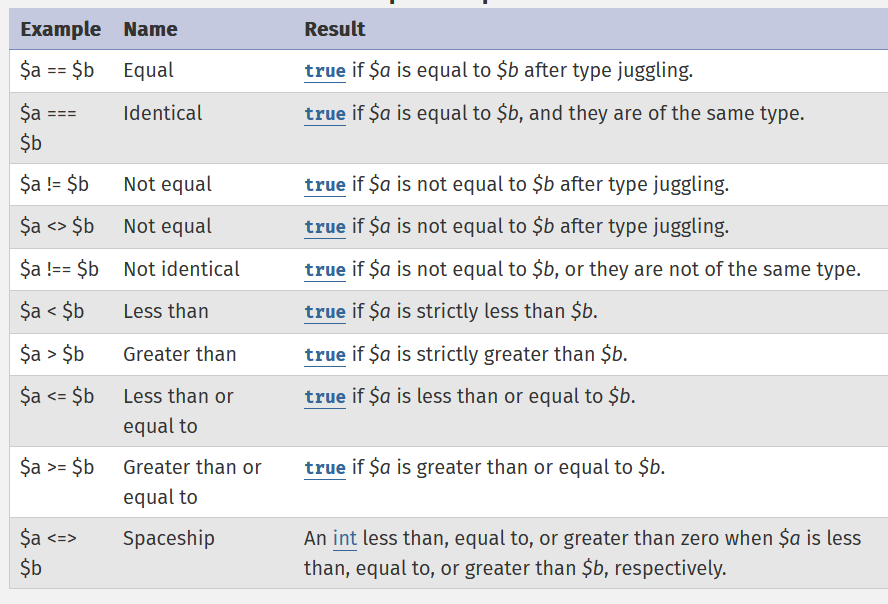 Example Name Result
$a == $b Equal true if $a is equal to $b after type juggling.
$a === Identical true if $a is equal to $b, and they are of the same type.
$b
$a != $b Not equal true if $a is not equal to $b after type juggling.
$a <> $b Not equal true if $a is not equal to $b after type juggling.
$a !== $b Not identical true if $a is not equal to $b, or they are not of the same type.
$a < $b Less than true if $a is strictly less than $b.
$a > $b Greater than true if $a is strictly greater than $b.
$a <= $b Less than or true if $a is less than or equal to $b.
equal to
$a >= $b Greater than or true if $a is greater than or equal to $b.
equal to
$a <=> Spaceship An int less than, equal to, or greater than zero when $a is less
$b than, equal to, or greater than $b, respectively.